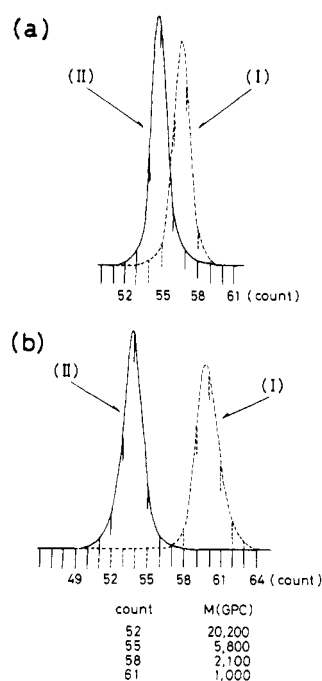 (a)
(II) (I)
52 55 58 61 (count)
(b)
(II) (I)
49 52 55 58 61 64 (count)
count M(GPC)
52 20,200
55 5,800
58 2,100
61 1,000